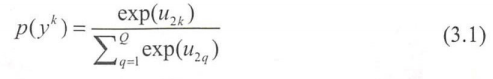 p(y^k) = exp(u_{2k}) / ∑_{q=1}^{Q} exp(u_{2q}) (3.1)